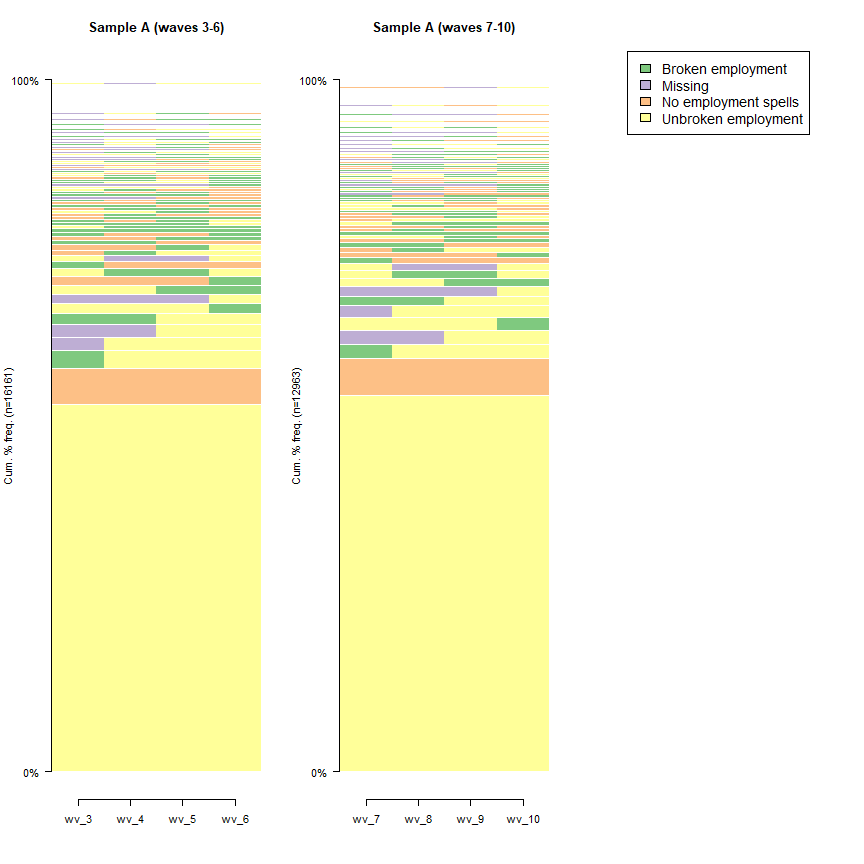 Sample A (waves 3-6)
Sample A (waves 7-10)
Broken employment
Missing
No employment spells
Unbroken employment
100%
100%
Cum. % freq. (n=16161)
Cum. % freq. (n=12963)
0%
0%
wv_3 wv_4 wv_5 wv_6
wv_7 wv_8 wv_9 wv_10